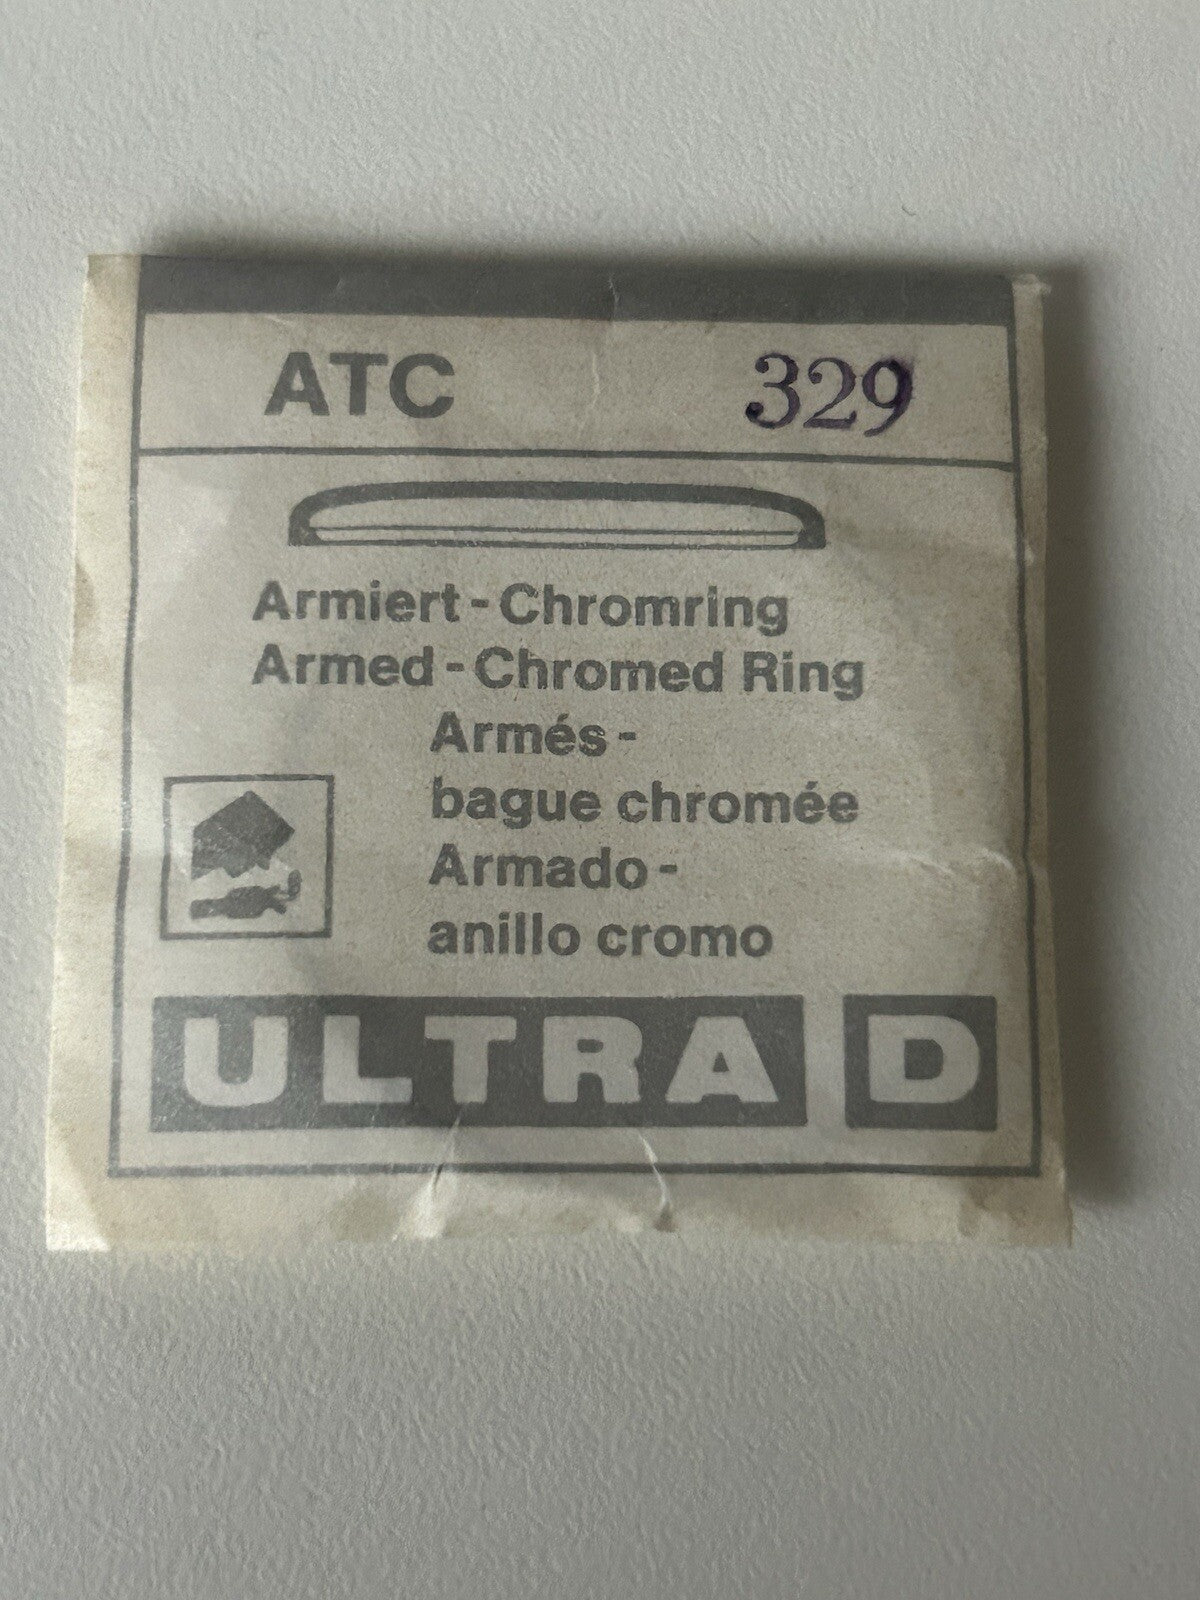 ATC 329
Armiert-Chromring
Armed-Chromed Ring
Armés-
bague chromée
Armado-
anillo cromo
ULTRA D